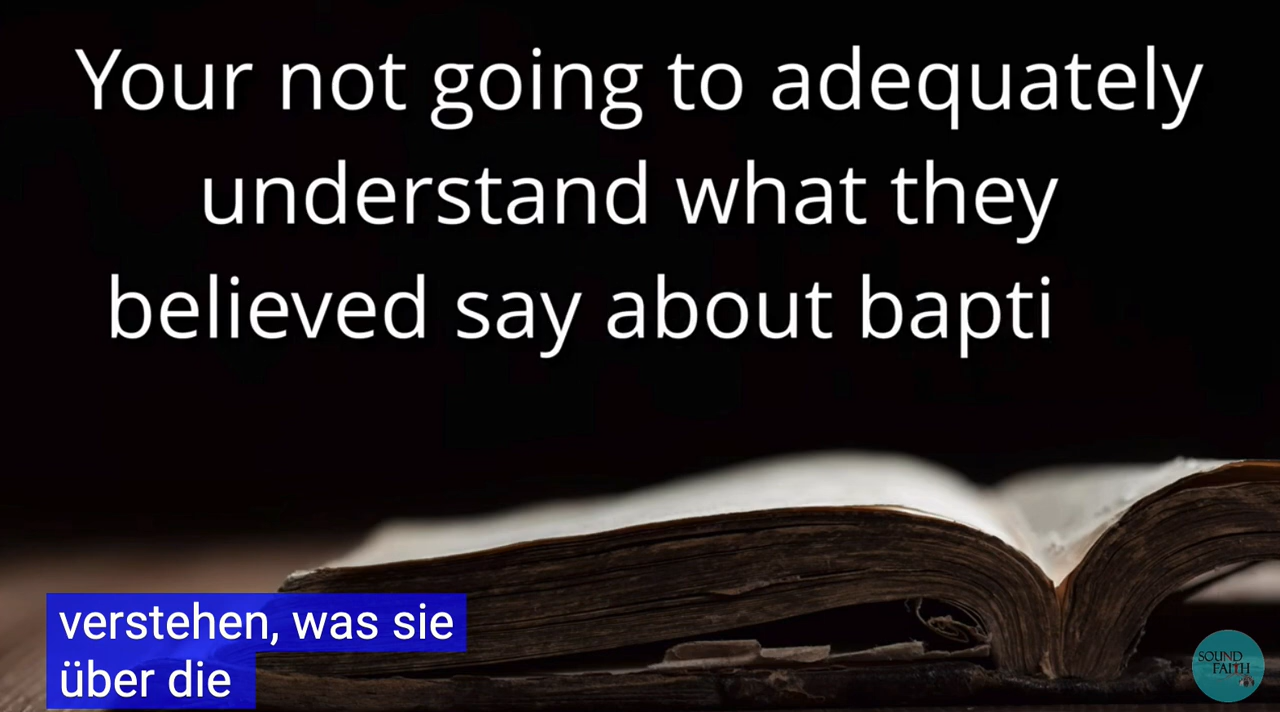 Your not going to adequately
understand what they
believed say about bapti
verstehen, was sie
über die
SOUND
FAITH